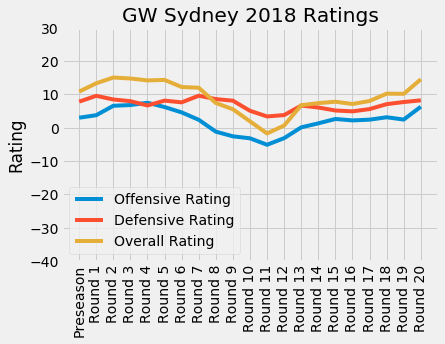 GW Sydney 2018 Ratings
30
20
10
0
−10
−20
−30
−40
Rating
Offensive Rating
Defensive Rating
Overall Rating
Preseason
Round 1
Round 2
Round 3
Round 4
Round 5
Round 6
Round 7
Round 8
Round 9
Round 10
Round 11
Round 12
Round 13
Round 14
Round 15
Round 16
Round 17
Round 18
Round 19
Round 20